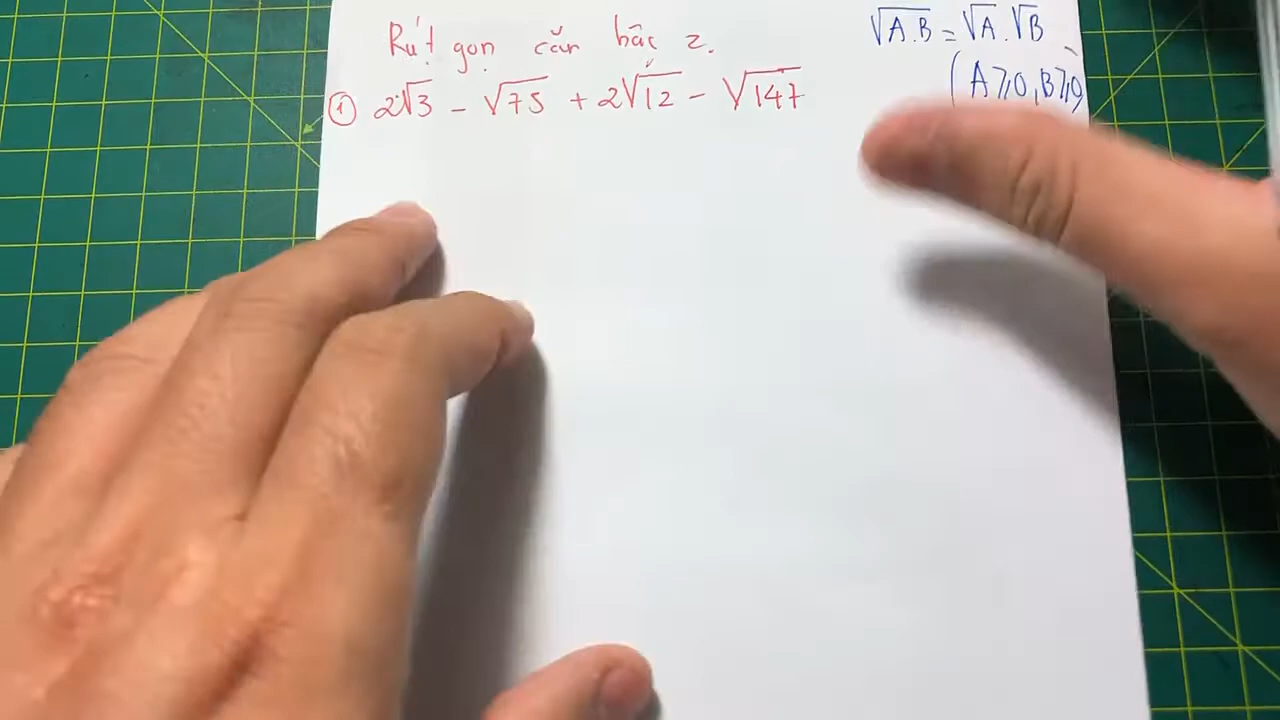 Rút gọn căn bậc 2.
① 2√3 - √75 + 2√12 - √147
√A.B = √A.√B
(A⩾0, B⩾0